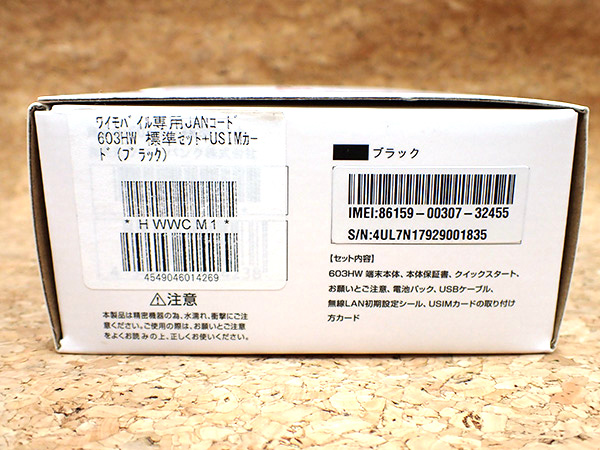 ワイモバイル専用JANコード
603HW 標準セット+USIMカー
ド(ブラック)
* HWWCM1 *
4549046014269
⚠注意
本製品は精密機器の為、水濡れ、衝撃にご注
意ください。ご使用の際は、お願いとご注意
をよくお読みの上、正しくお使いください。
ブラック
IMEI:86159-00307-32455
S/N:4UL7N17929001835
【セット内容】
603HW 端末本体、本体保証書、クイックスタート、
お願いとご注意、電池パック、USBケーブル、
無線LAN初期設定シール、USIMカードの取り付け
方カード